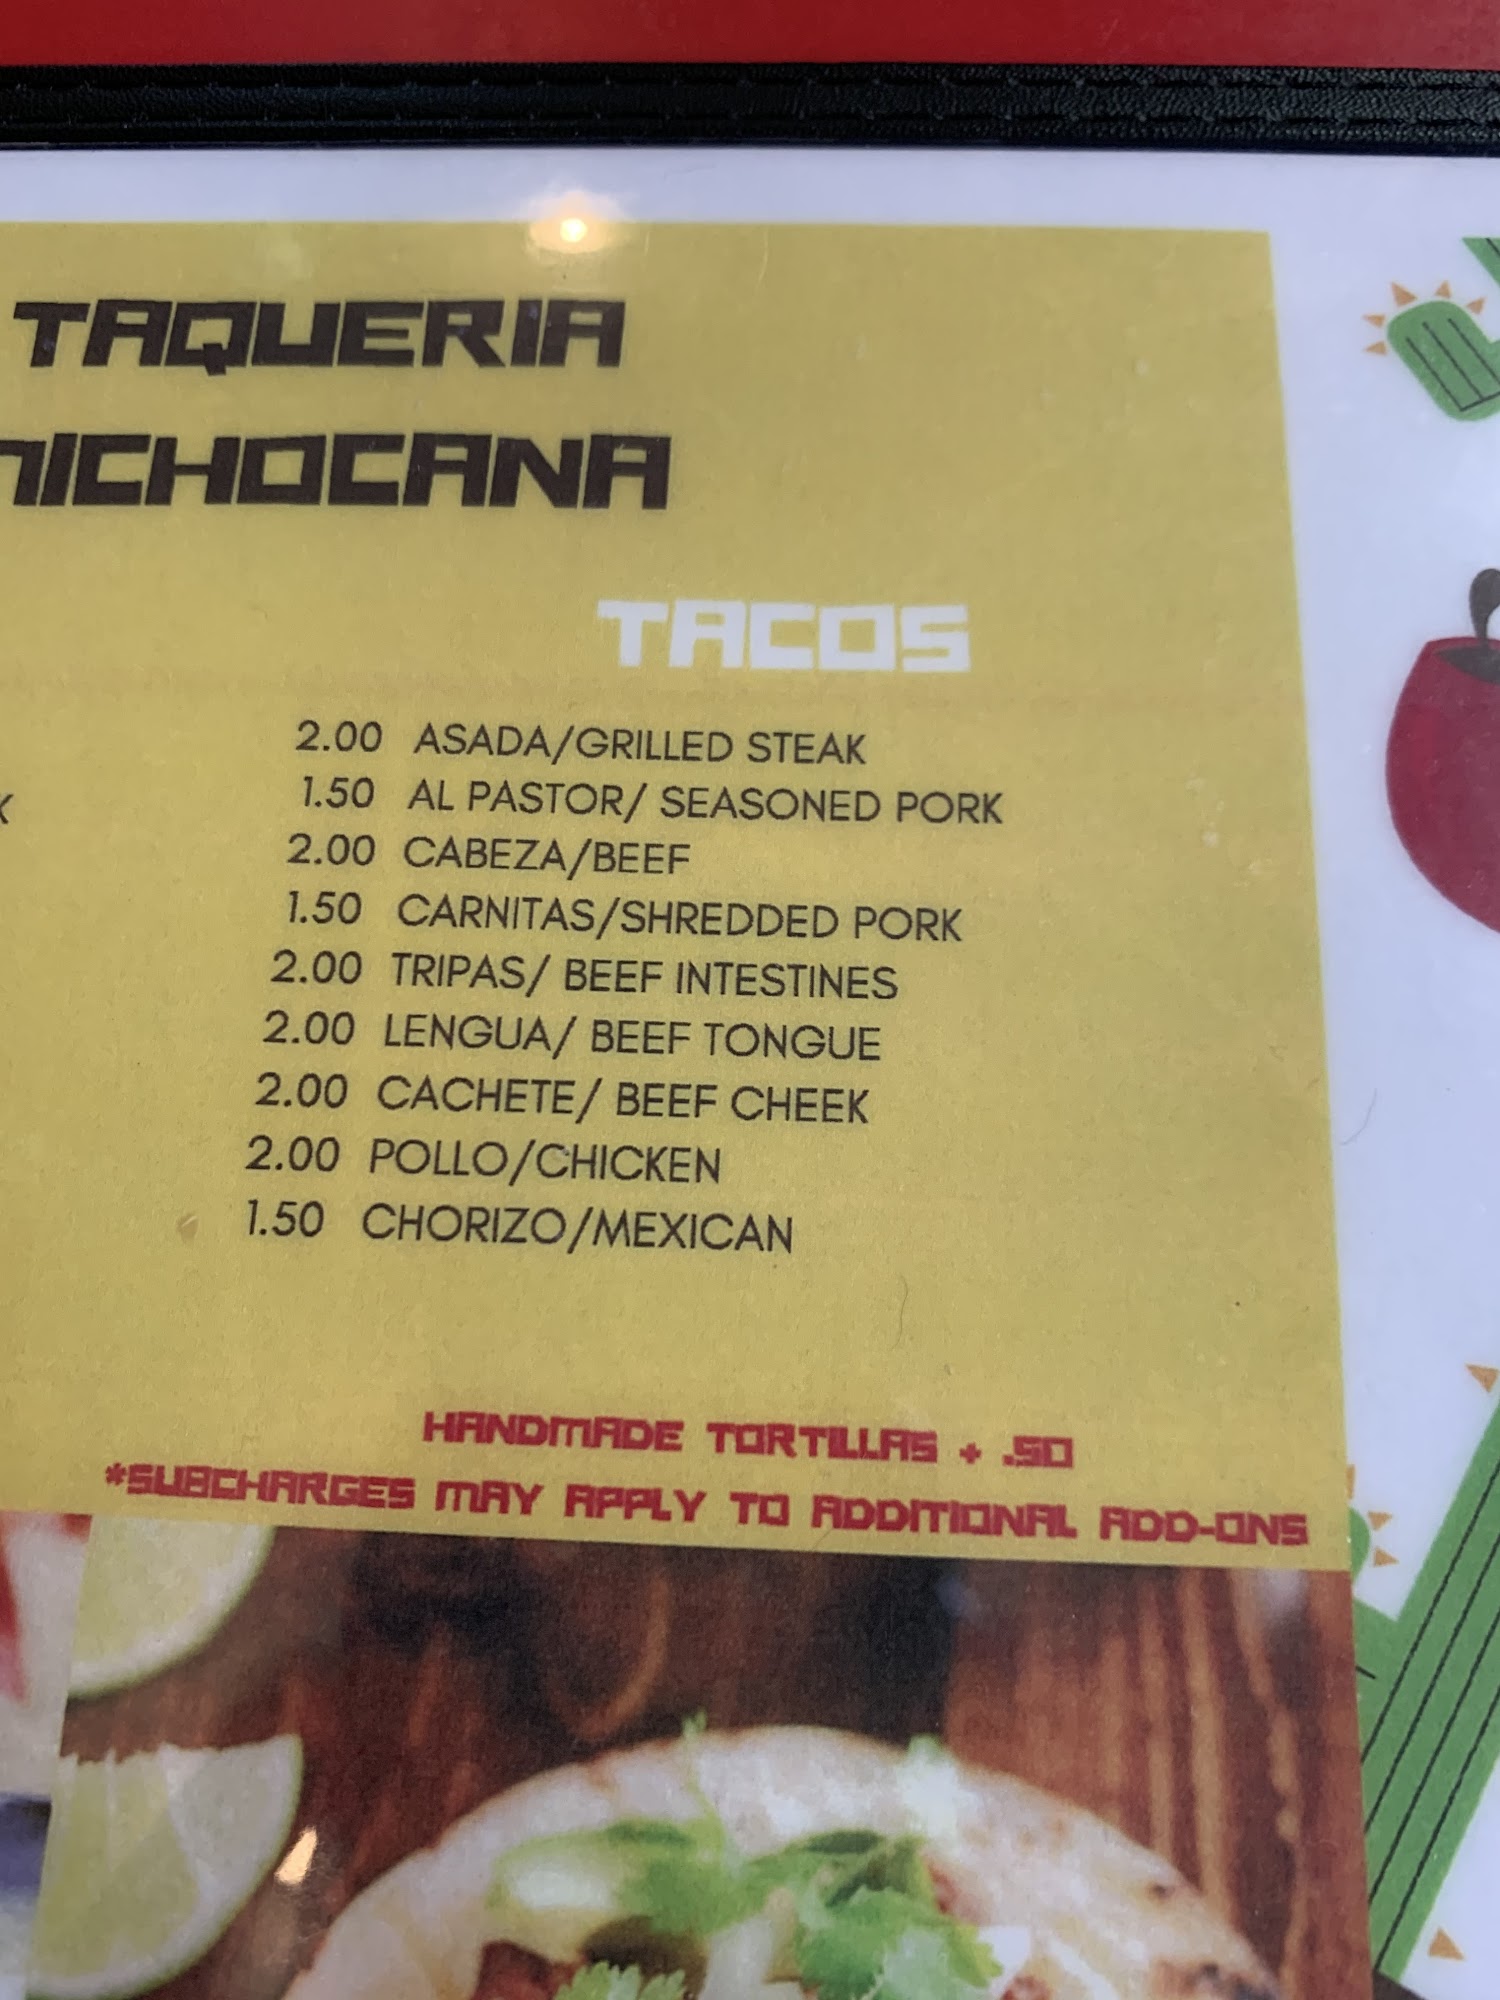 TAQUERIA
MICHOCANA
TACOS
2.00 ASADA/GRILLED STEAK
1.50 AL PASTOR/ SEASONED PORK
2.00 CABEZA/BEEF
1.50 CARNITAS/SHREDDED PORK
2.00 TRIPAS/ BEEF INTESTINES
2.00 LENGUA/ BEEF TONGUE
2.00 CACHETE/ BEEF CHEEK
2.00 POLLO/CHICKEN
1.50 CHORIZO/MEXICAN
HANDMADE TORTILLAS + .50
*SUBCHARGES MAY APPLY TO ADDITIONAL ADD-ONS